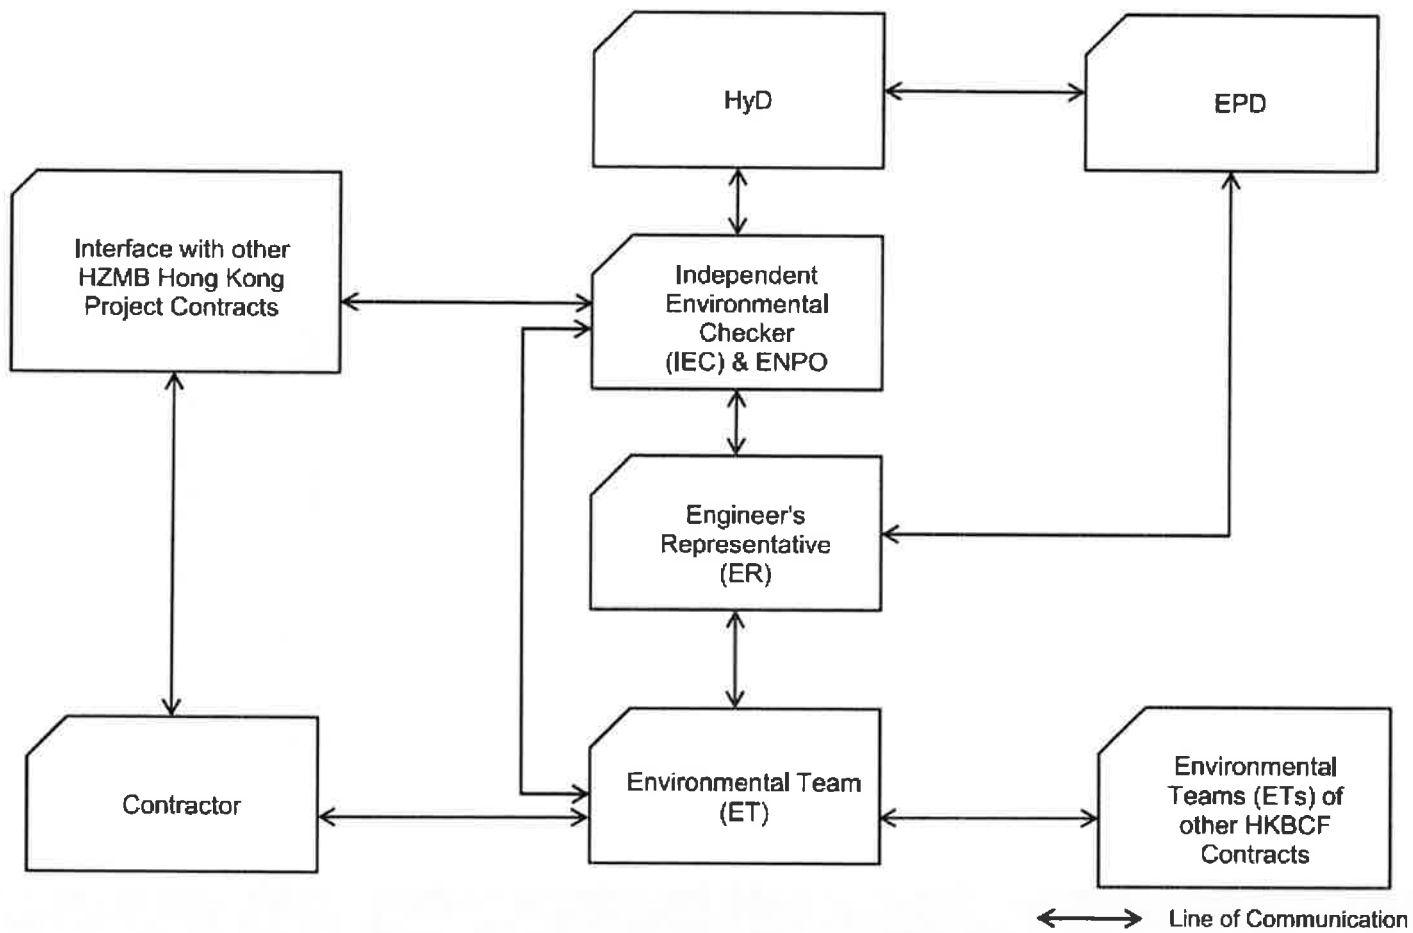 HyD
EPD
Interface with other
HZMB Hong Kong
Project Contracts
Independent
Environmental
Checker
(IEC) & ENPO
Engineer's
Representative
(ER)
Contractor
Environmental Team
(ET)
Environmental
Teams (ETs) of
other HKBCF
Contracts
Line of Communication